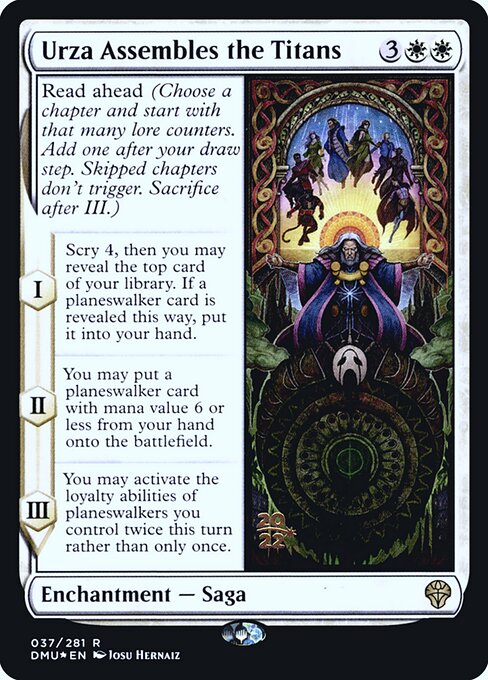 Urza Assembles the Titans 3
Read ahead (Choose a
chapter and start with
that many lore counters.
Add one after your draw
step. Skipped chapters
don't trigger. Sacrifice
after III.)
I
Scry 4, then you may
reveal the top card
of your library. If a
planeswalker card is
revealed this way, put
it into your hand.
II
You may put a
planeswalker card
with mana value 6 or
less from your hand
onto the battlefield.
III
You may activate the
loyalty abilities of
planeswalkers you
control twice this turn
rather than only once.
20
22
Enchantment — Saga
037/281 R
DMU★EN Josu Hernaiz